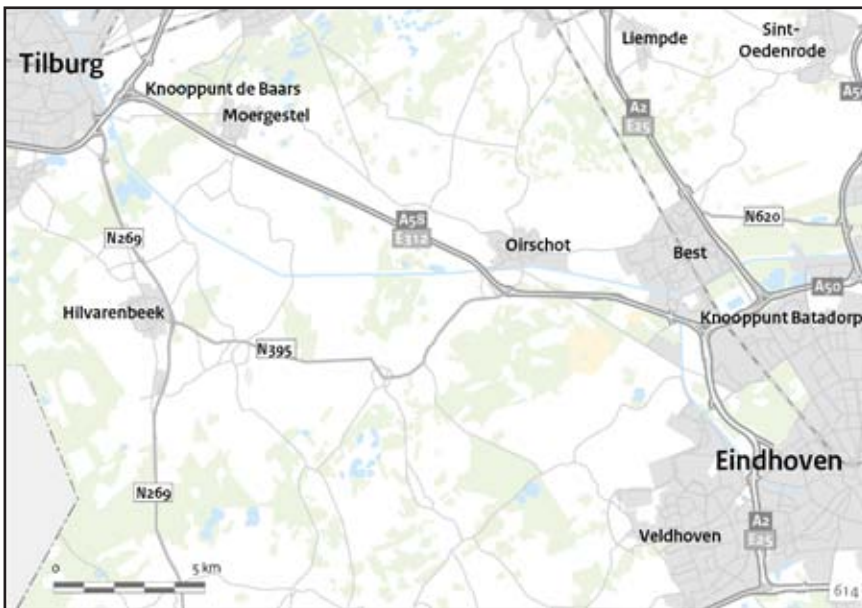 Tilburg
Knooppunt de Baars
Moergestel
Liempde
Sint-
Oedenrode
A2
E25
A58
E312
N620
Oirschot
Best
N269
Hilvarenbeek
A50
Knooppunt Batadorp
N395
Eindhoven
N269
Veldhoven
A2
E25
0
5 km
614